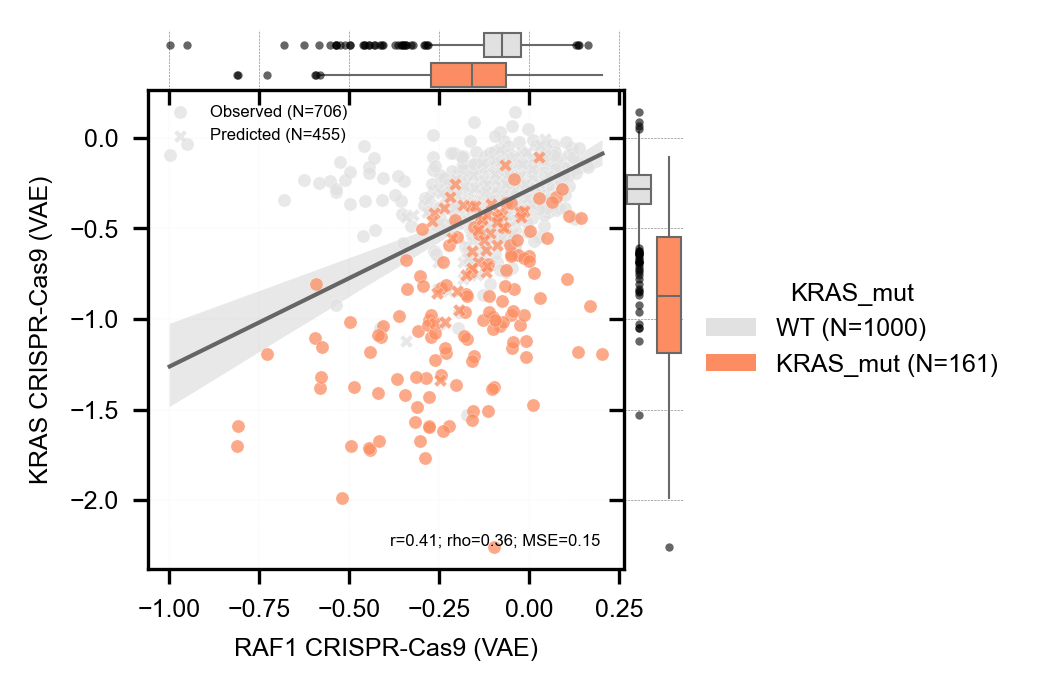 Observed (N=706)
Predicted (N=455)
0.0
−0.5
−1.0
−1.5
−2.0
KRAS CRISPR-Cas9 (VAE)
r=0.41; rho=0.36; MSE=0.15
−1.00 −0.75 −0.50 −0.25 0.00 0.25
RAF1 CRISPR-Cas9 (VAE)
KRAS_mut
WT (N=1000)
KRAS_mut (N=161)